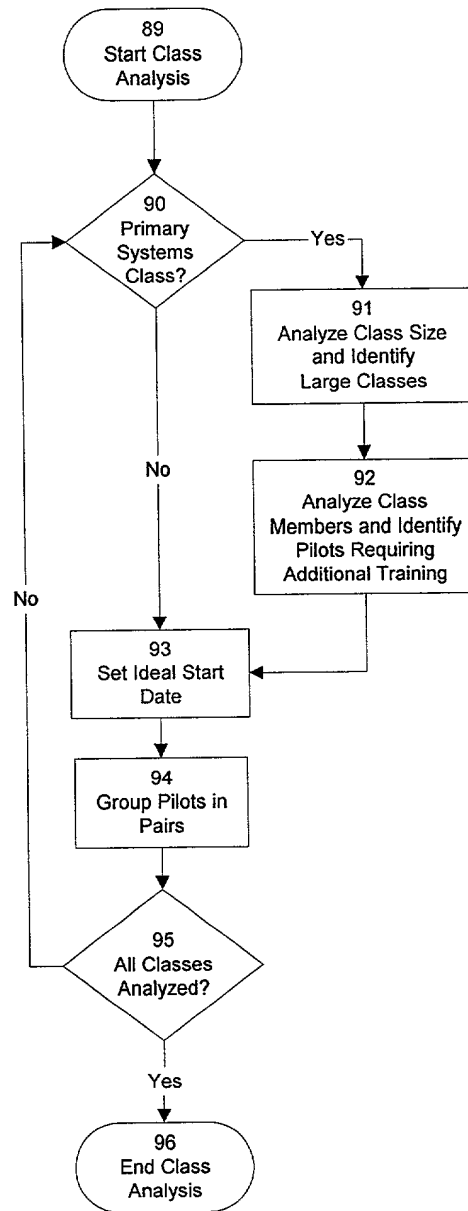 89
Start Class
Analysis
90
Primary
Systems
Class?
Yes
91
Analyze Class Size
and Identify
Large Classes
No
92
Analyze Class
Members and Identify
Pilots Requiring
Additional Training
No
93
Set Ideal Start
Date
94
Group Pilots in
Pairs
95
All Classes
Analyzed?
Yes
96
End Class
Analysis